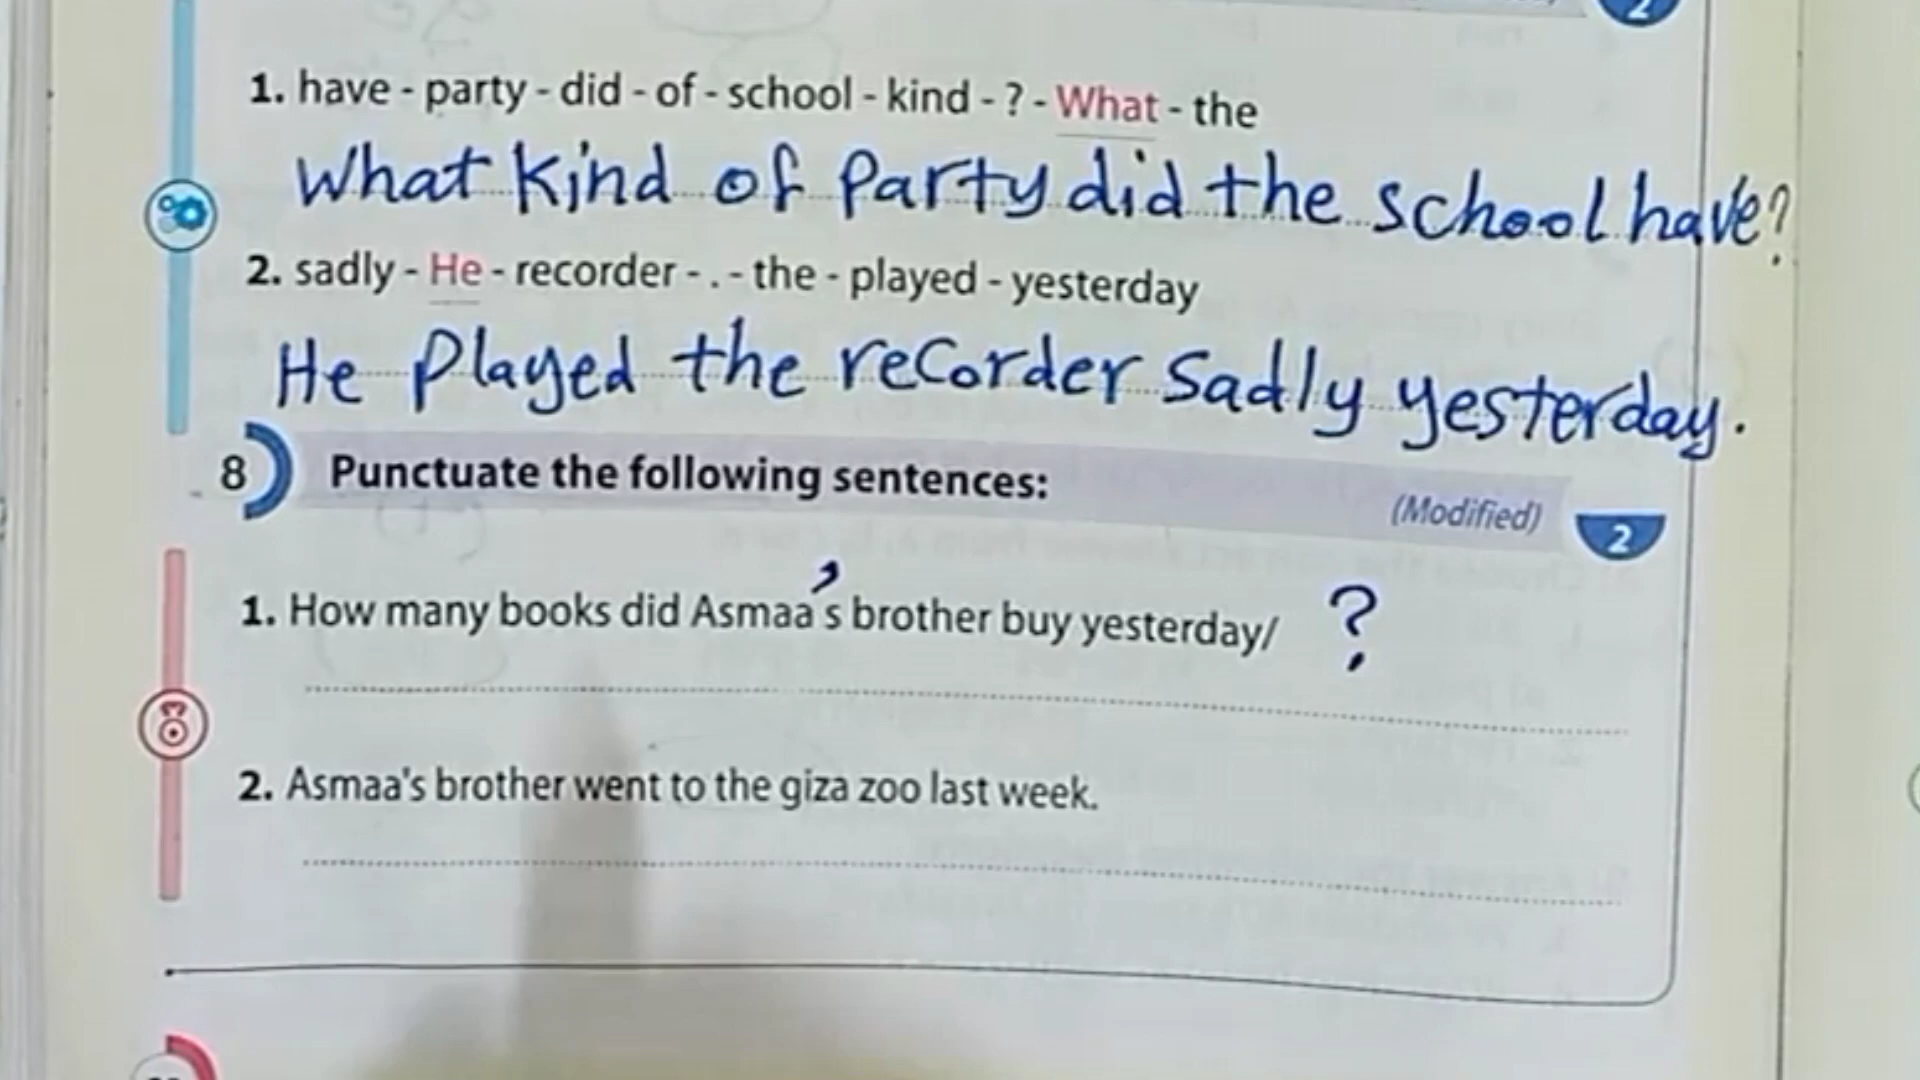 2
1. have - party - did - of - school - kind - ? - What - the
What kind of Party did the school have?
2. sadly - He - recorder - . - the - played - yesterday
He Played the recorder sadly yesterday.
8 Punctuate the following sentences:
(Modified) 2
1. How many books did Asmaa's brother buy yesterday/ ?
2. Asmaa's brother went to the giza zoo last week.